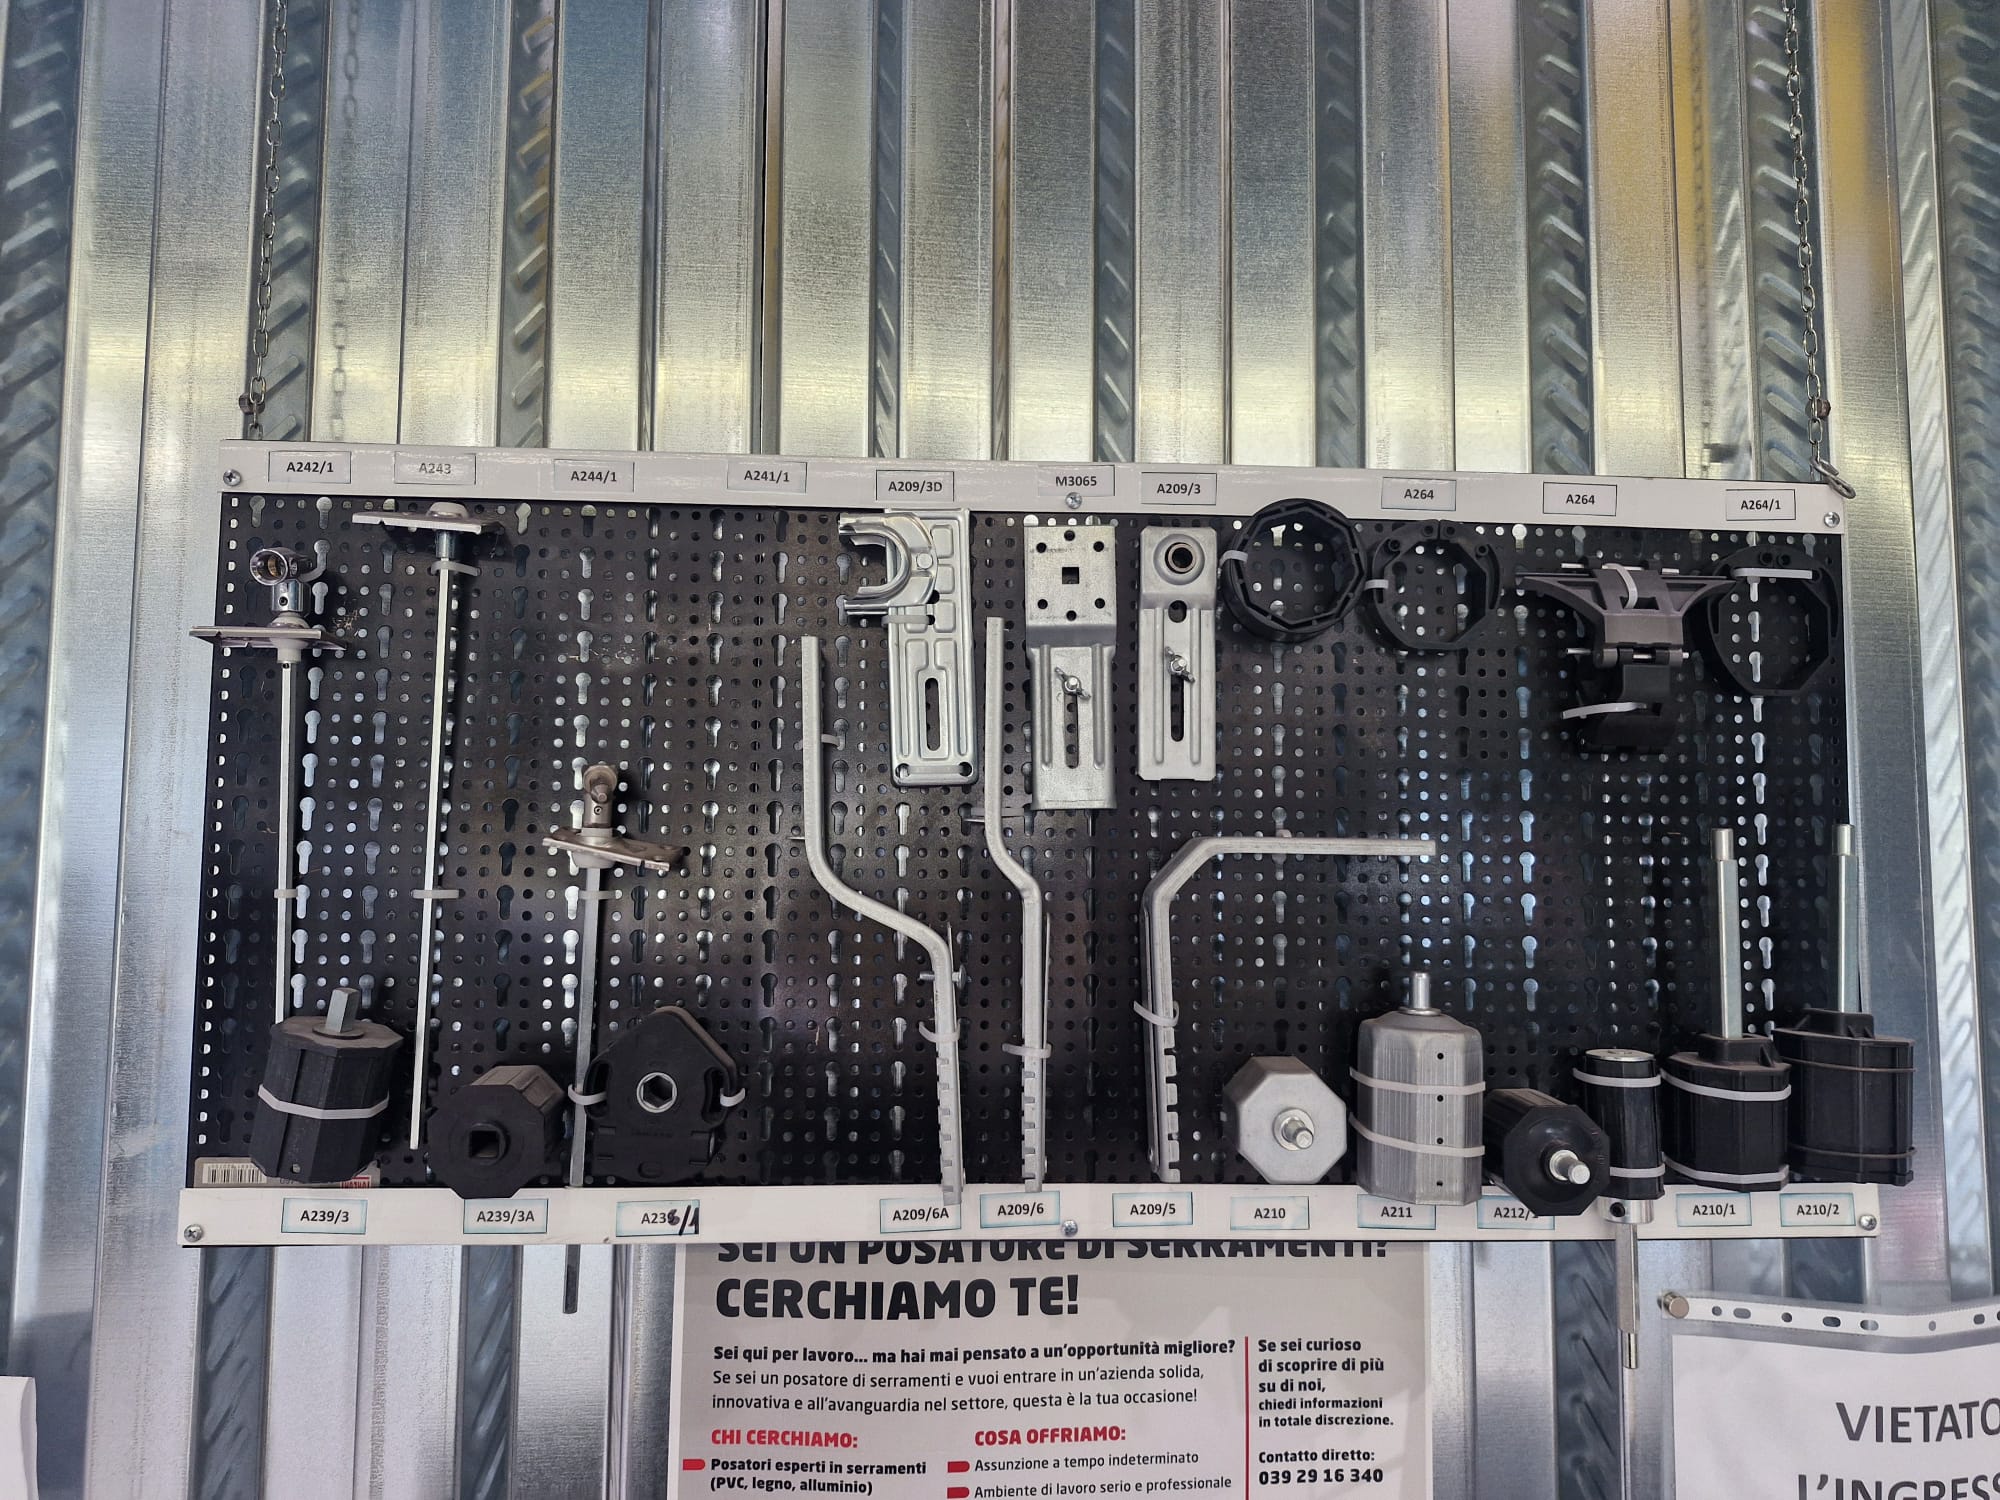 A242/1
A243
A244/1
A241/1
A209/3D
M3065
A209/3
A264
A264
A264/1
A239/3
A239/3A
A209/6A
A209/6
A209/5
A210
A211
A210/1
A210/2
SEI UN POSATORE DI SERRAMENTI?
CERCHIAMO TE!
Sei qui per lavoro... ma hai mai pensato a un'opportunità migliore?
Se sei un posatore di serramenti e vuoi entrare in un'azienda solida,
innovativa e all'avanguardia nel settore, questa è la tua occasione!
CHI CERCHIAMO:
Posatori esperti in serramenti
(PVC, legno, alluminio)
COSA OFFRIAMO:
Assunzione a tempo indeterminato
Ambiente di lavoro serio e professionale
Se sei curioso
di scoprire di più
su di noi,
chiedi informazioni
in totale discrezione.
Contatto diretto:
039 29 16 340
VIETATO
L'INGRESS